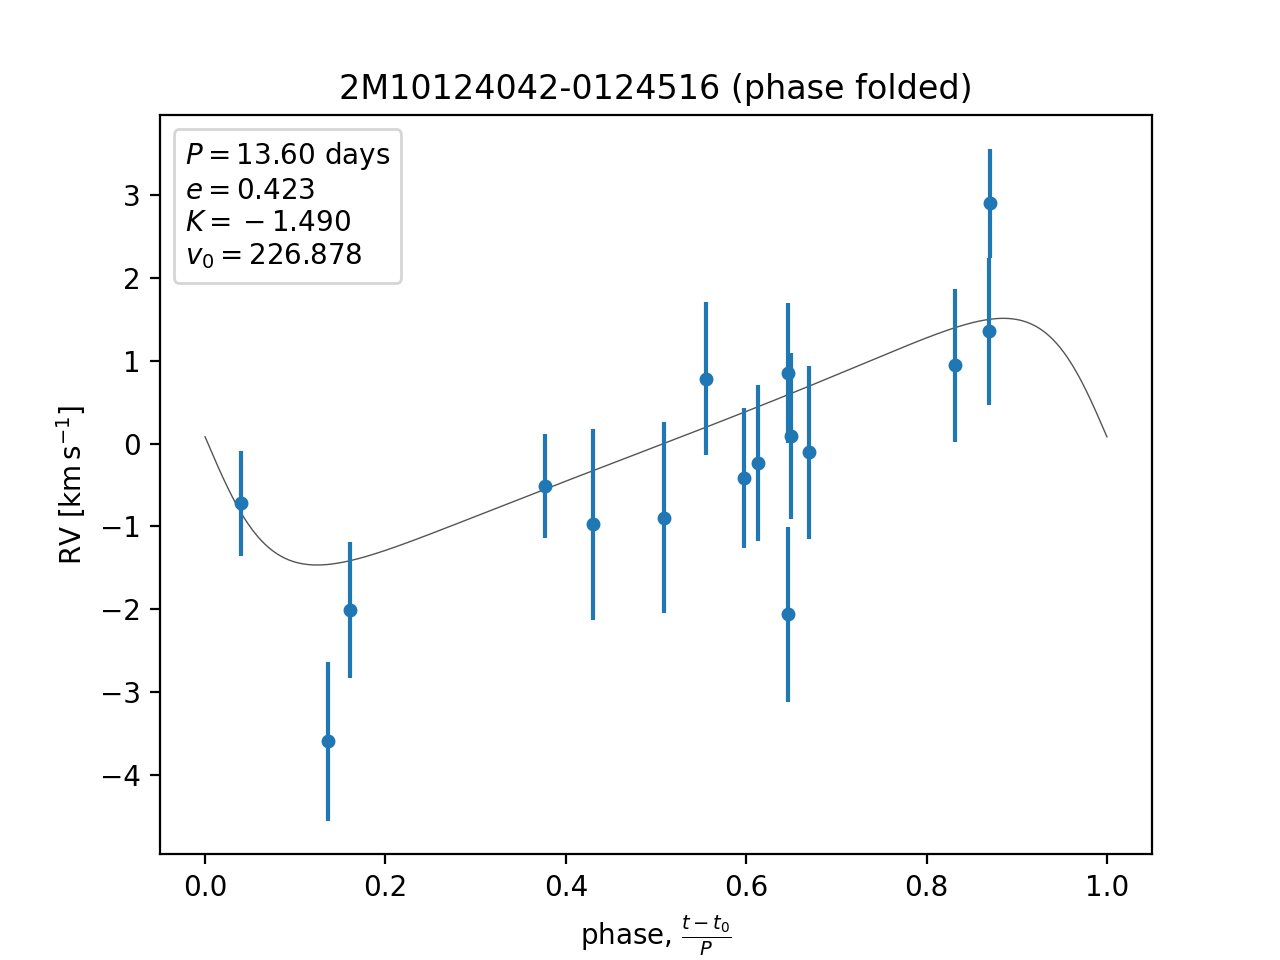 2M10124042-0124516 (phase folded)
P = 13.60 days
e = 0.423
K = −1.490
v₀ = 226.878
RV [km s⁻¹]
3
2
1
0
−1
−2
−3
−4
0.0 0.2 0.4 0.6 0.8 1.0
phase, (t − t₀)/P